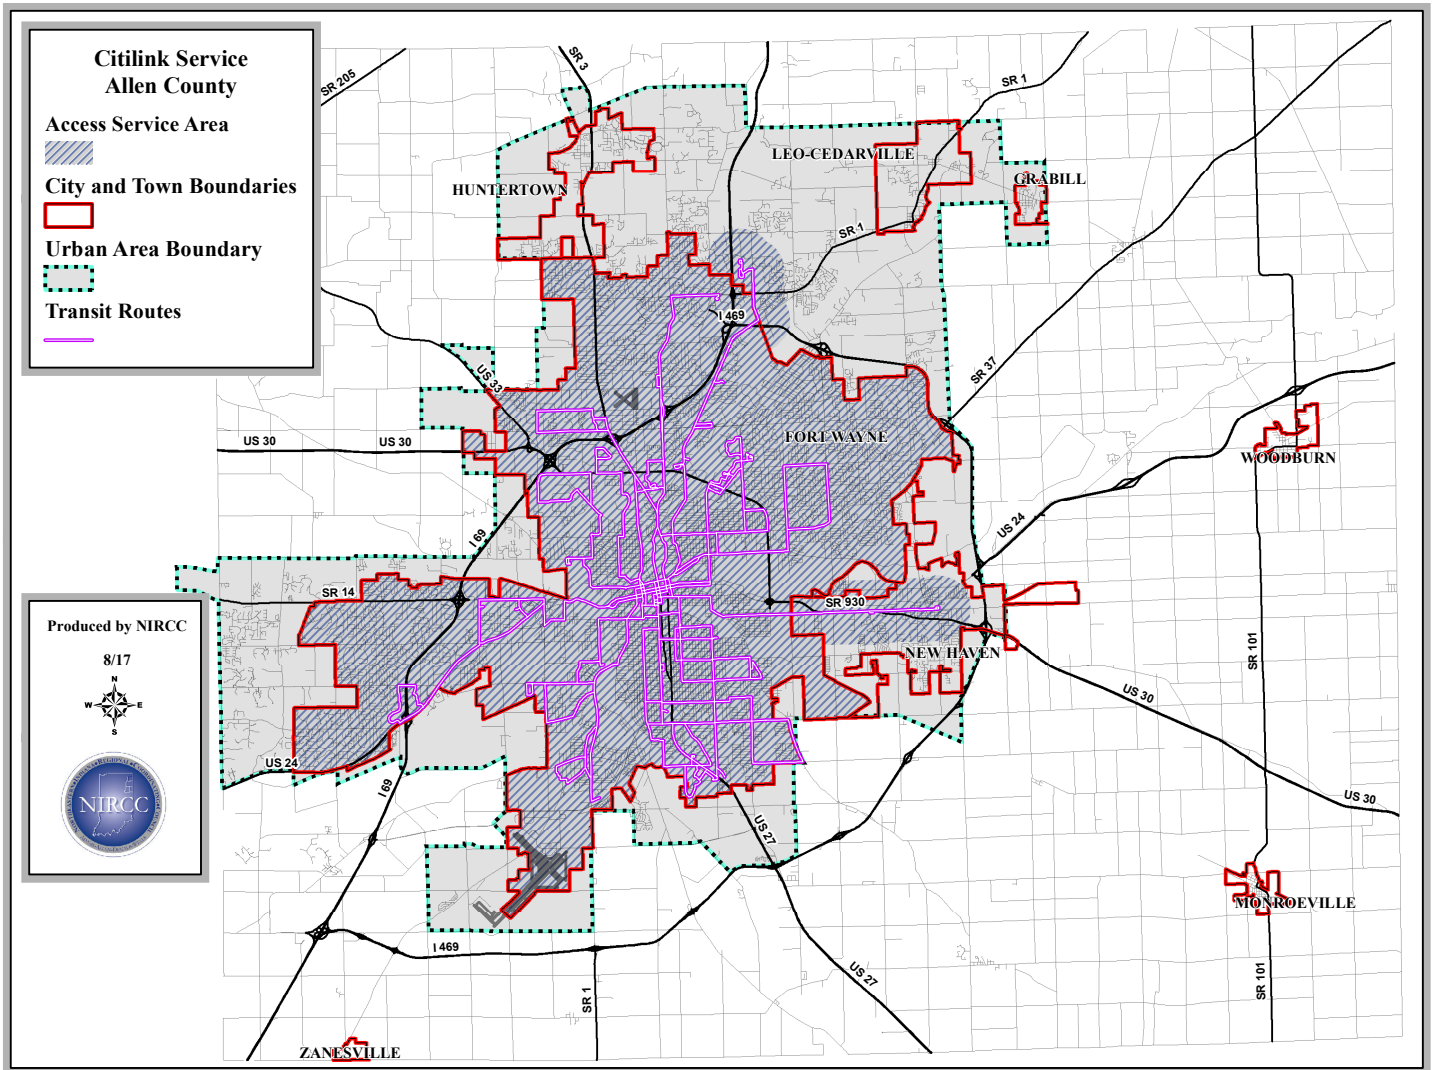 Citilink Service
Allen County
Access Service Area
City and Town Boundaries
Urban Area Boundary
Transit Routes
SR 205
SR 3
SR 1
LEO-CEDARVILLE
GRABILL
HUNTERTOWN
SR 1
I 469
US 33
SR 37
US 30
US 30
FORT WAYNE
WOODBURN
I 69
US 24
SR 14
SR 930
Produced by NIRCC
8/17
N
W
E
S
NEW HAVEN
SR 101
US 30
US 24
I 69
NIRCC
US 30
US 27
MONROEVILLE
I 469
US 27
SR 1
SR 101
ZANESVILLE